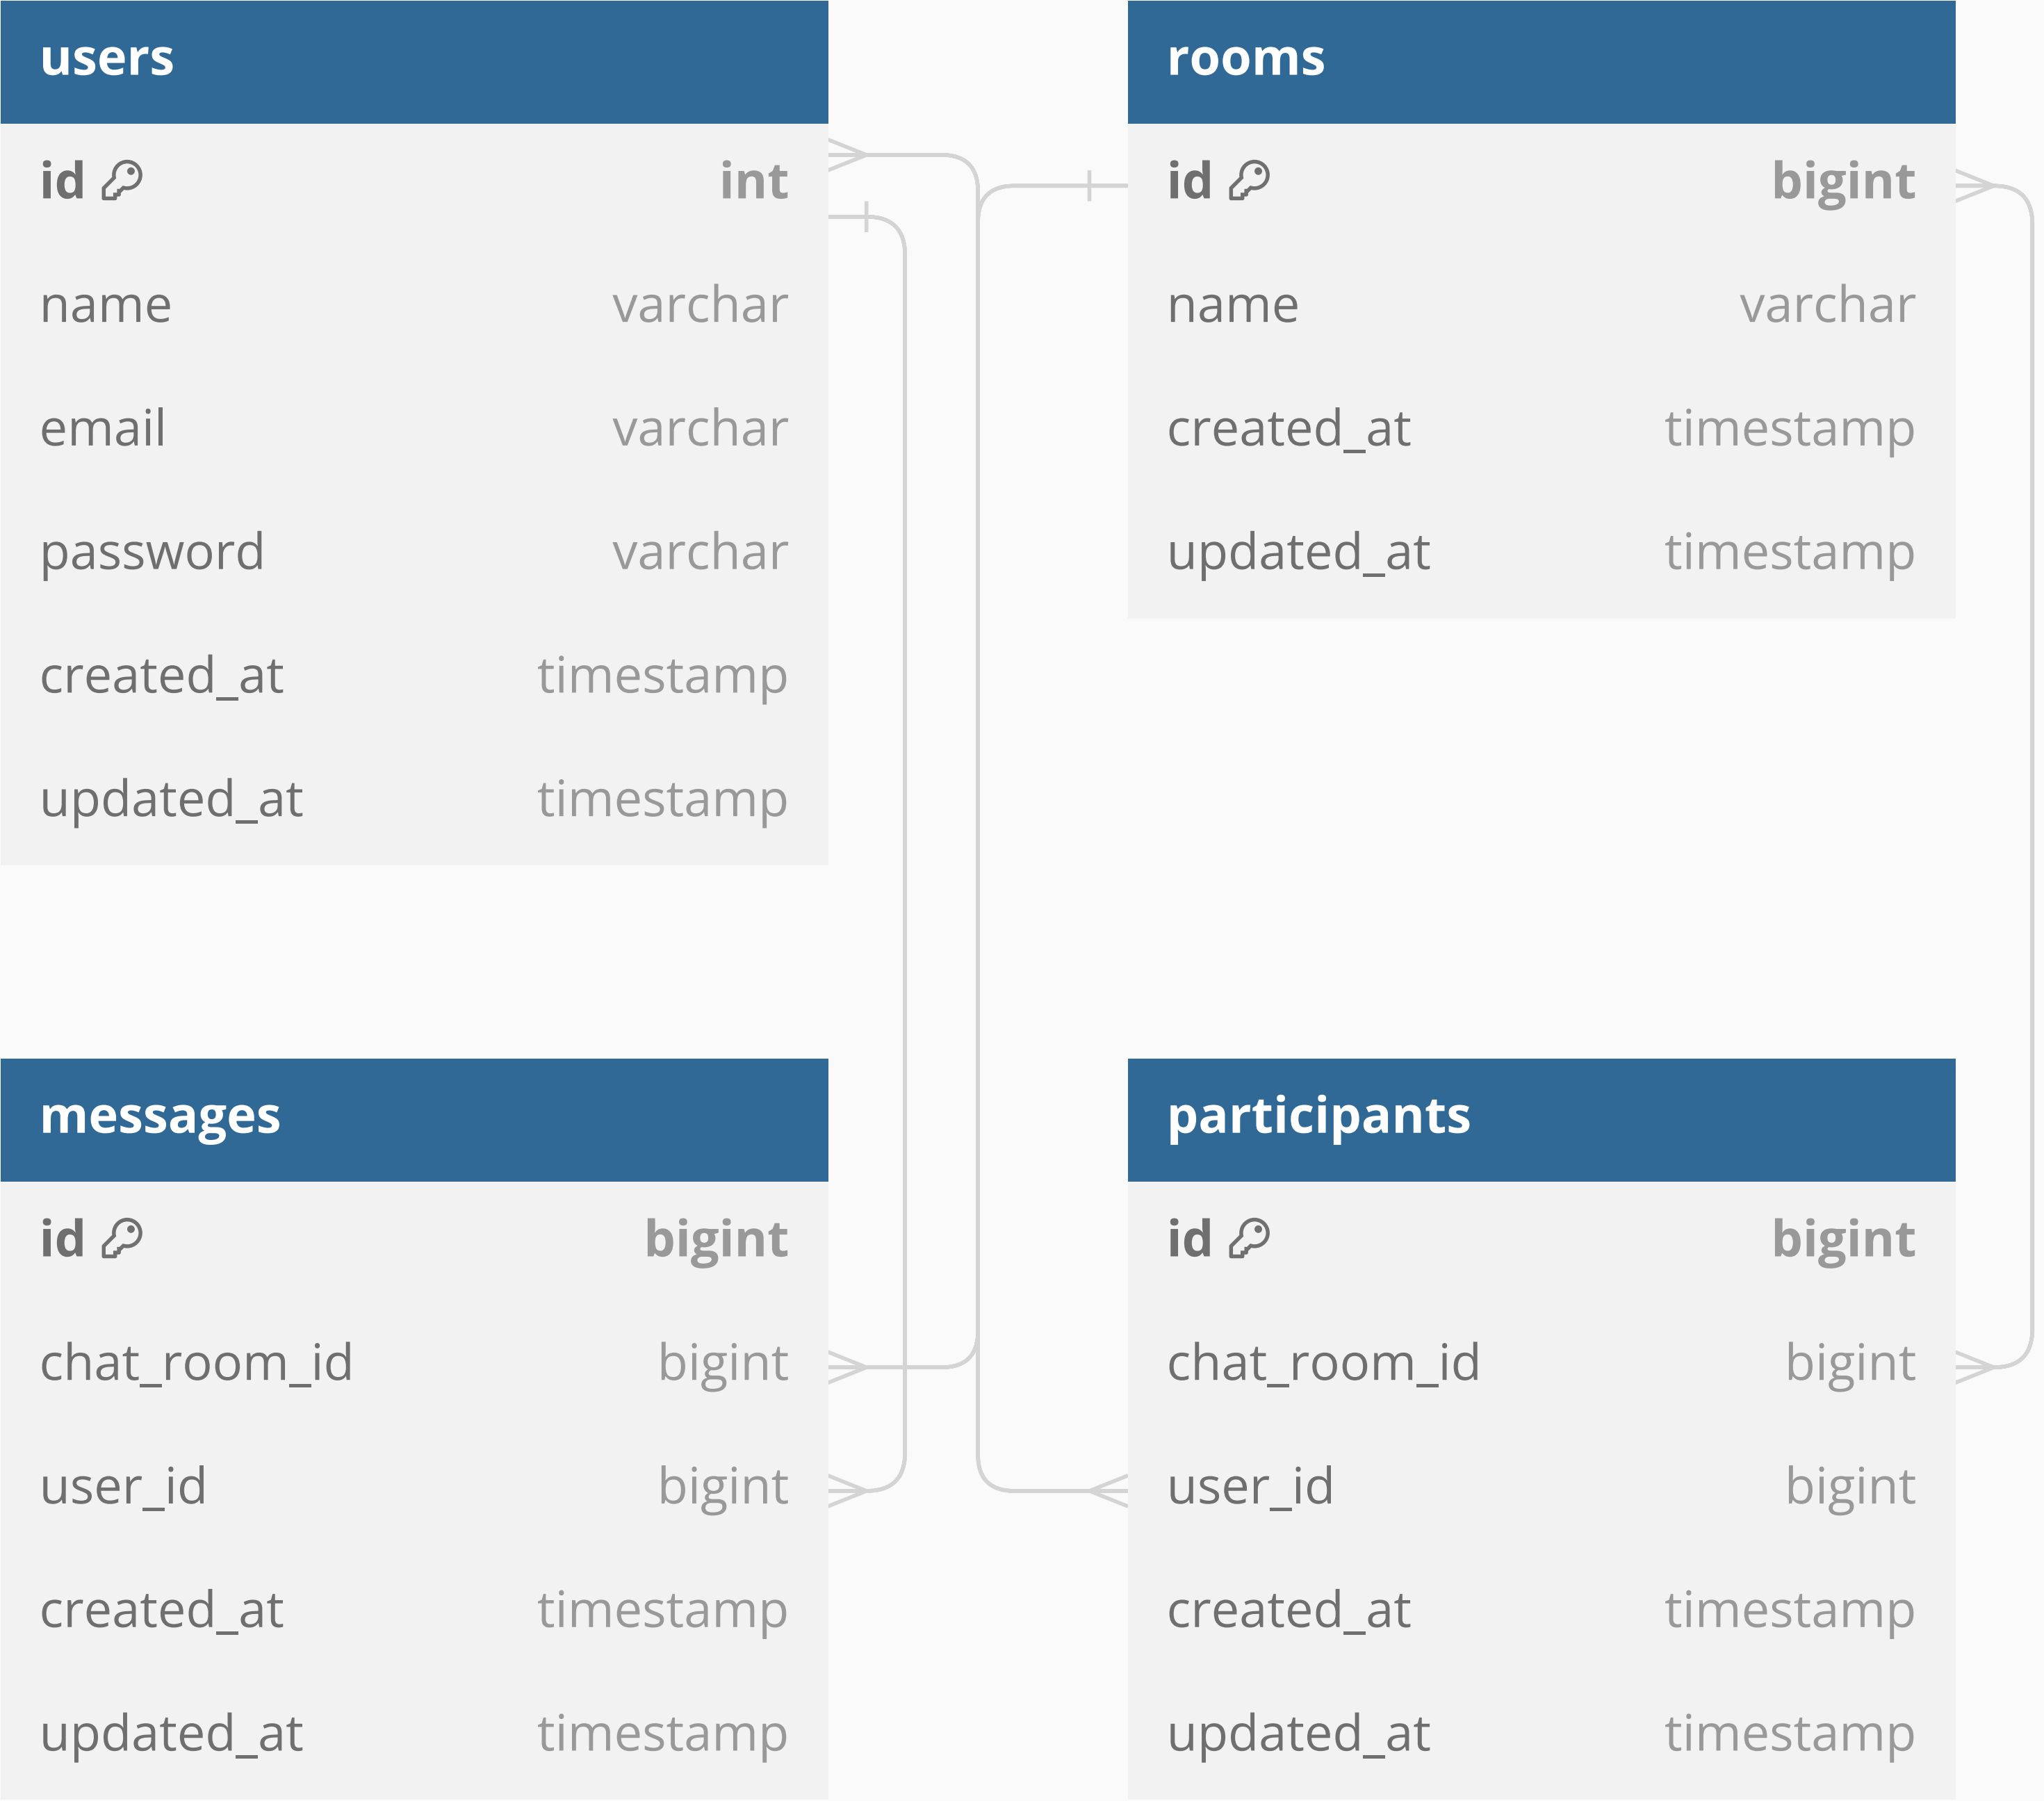 users
id int
name varchar
email varchar
password varchar
created_at timestamp
updated_at timestamp
rooms
id bigint
name varchar
created_at timestamp
updated_at timestamp
messages
id bigint
chat_room_id bigint
user_id bigint
created_at timestamp
updated_at timestamp
participants
id bigint
chat_room_id bigint
user_id bigint
created_at timestamp
updated_at timestamp